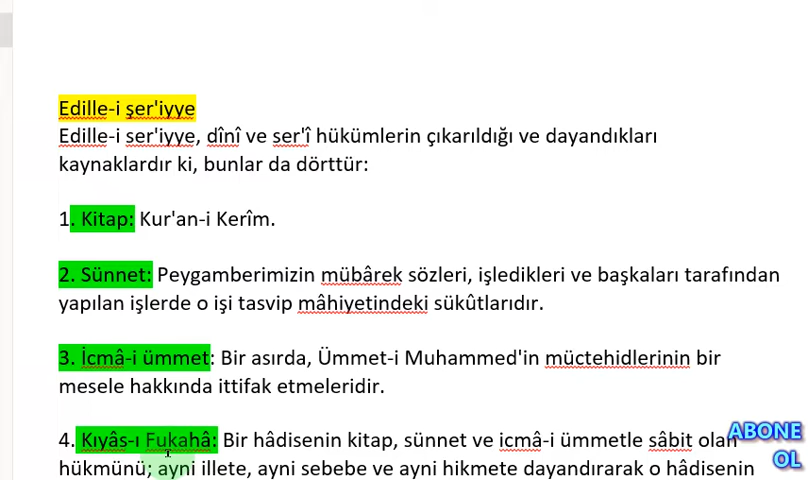 Edille-i şer'iyye
Edille-i ser'iyye, dînî ve ser'î hükümlerin çıkarıldığı ve dayandıkları
kaynaklardır ki, bunlar da dörttür:
1. Kitap: Kur'an-i Kerîm.
2. Sünnet: Peygamberimizin mübârek sözleri, işledikleri ve başkaları tarafından
yapılan işlerde o işi tasvip mâhiyetindeki sükûtlarıdır.
3. İcmâ-i ümmet: Bir asırda, Ümmet-i Muhammed'in müctehidlerinin bir
mesele hakkında ittifak etmeleridir.
4. Kıyâs-ı Fukahâ: Bir hâdisenin kitap, sünnet ve icmâ-i ümmetle sâbit olan
hükmünü; ayni illete, ayni sebebe ve ayni hikmete dayandırarak o hâdisenin
ABONE
OL